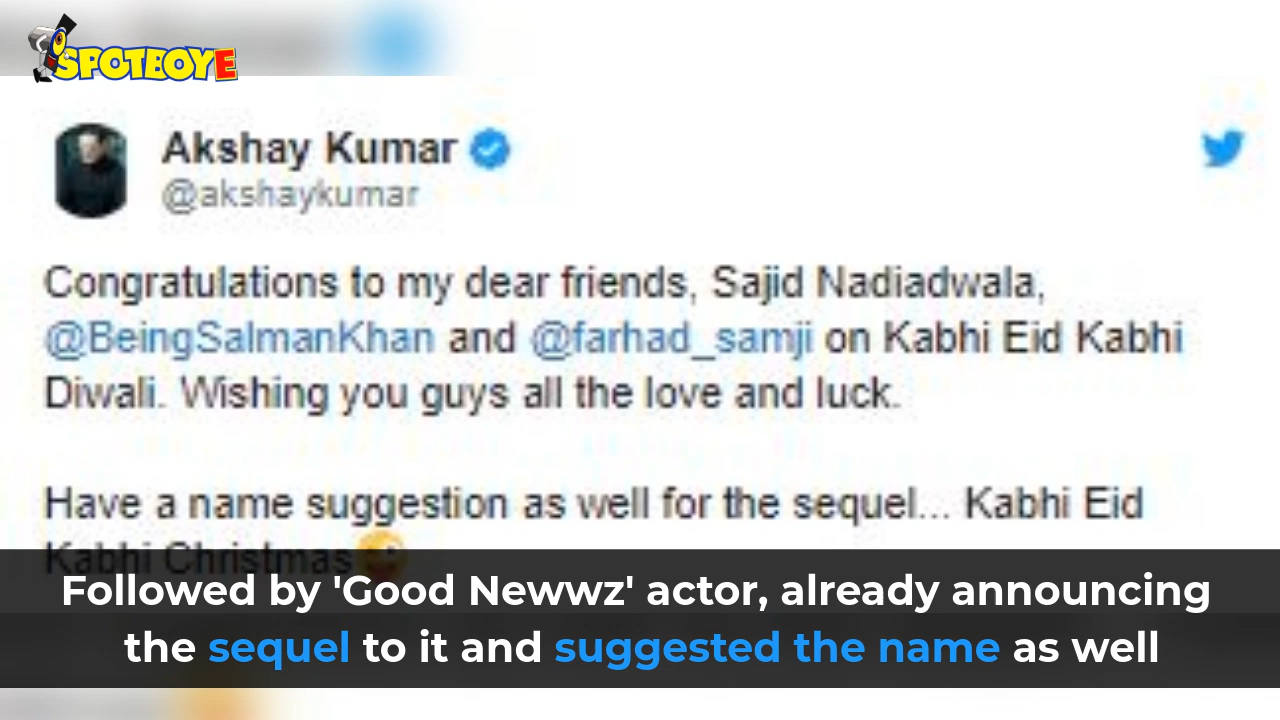 SPOTBOYE
Akshay Kumar
@akshaykumar
Congratulations to my dear friends, Sajid Nadiadwala,
@BeingSalmanKhan and @farhad_samji on Kabhi Eid Kabhi
Diwali. Wishing you guys all the love and luck.
Have a name suggestion as well for the sequel... Kabhi Eid
Kabhi Christmas😜
Followed by 'Good Newwz' actor, already announcing
the sequel to it and suggested the name as well